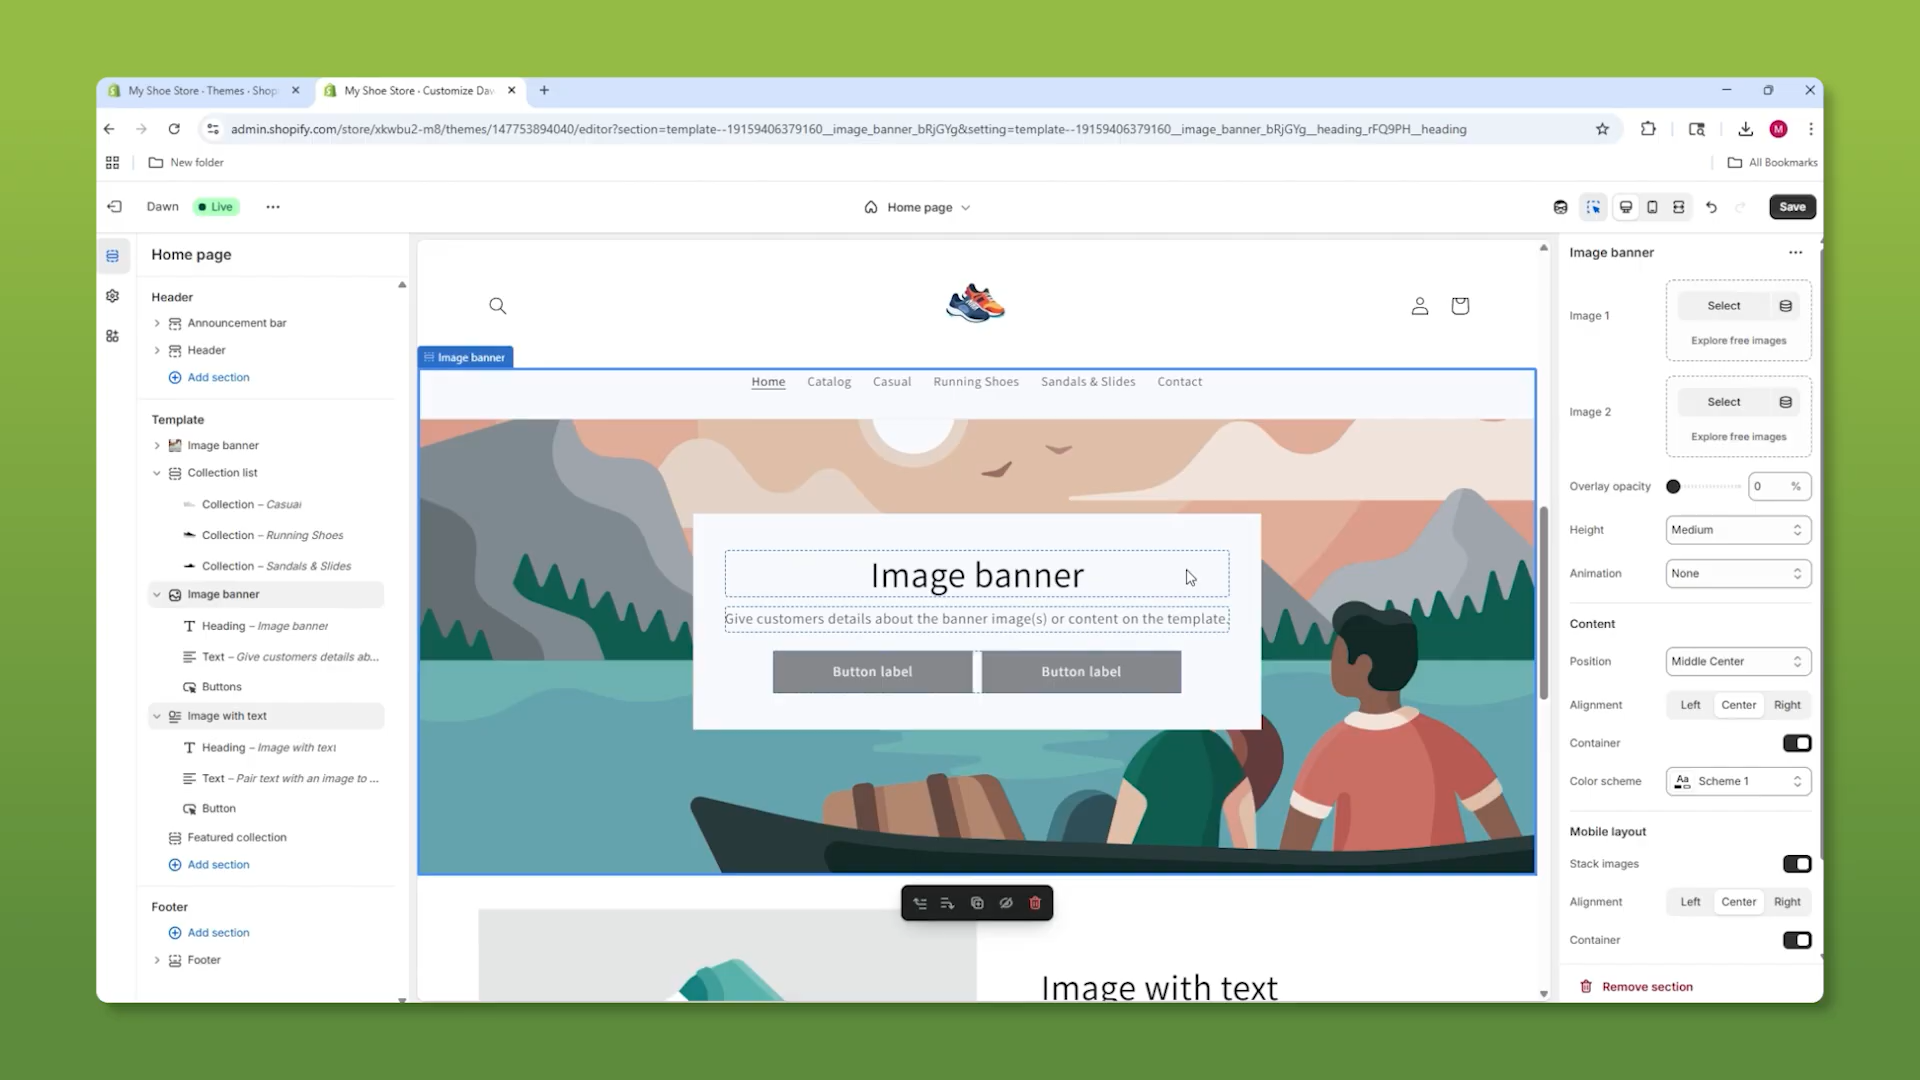 My Shoe Store · Themes · Shop
My Shoe Store · Customize Daw
admin.shopify.com/store/xkwbu2-m8/themes/147753894040/editor?section=template--19159406379160__image_banner_bRjGYg&setting=template--19159406379160__image_banner_bRjGYg__heading_rFQ9PH__heading
M
New folder
All Bookmarks
Dawn
Live
Home page
Save
Home page
Header
Announcement bar
Header
Add section
Template
Image banner
Collection list
Collection – Casual
Collection – Running Shoes
Collection – Sandals & Slides
Image banner
Heading – Image banner
Text – Give customers details ab...
Buttons
Image with text
Heading – Image with text
Text – Pair text with an image to ...
Button
Featured collection
Add section
Footer
Add section
Footer
Image banner
Home
Catalog
Casual
Running Shoes
Sandals & Slides
Contact
Image banner
Give customers details about the banner image(s) or content on the template.
Button label
Button label
Image with text
Image banner
Image 1
Select
Explore free images
Image 2
Select
Explore free images
Overlay opacity
0 %
Height
Medium
Animation
None
Content
Position
Middle Center
Alignment
Left
Center
Right
Container
Color scheme
Aa
Scheme 1
Mobile layout
Stack images
Alignment
Left
Center
Right
Container
Remove section